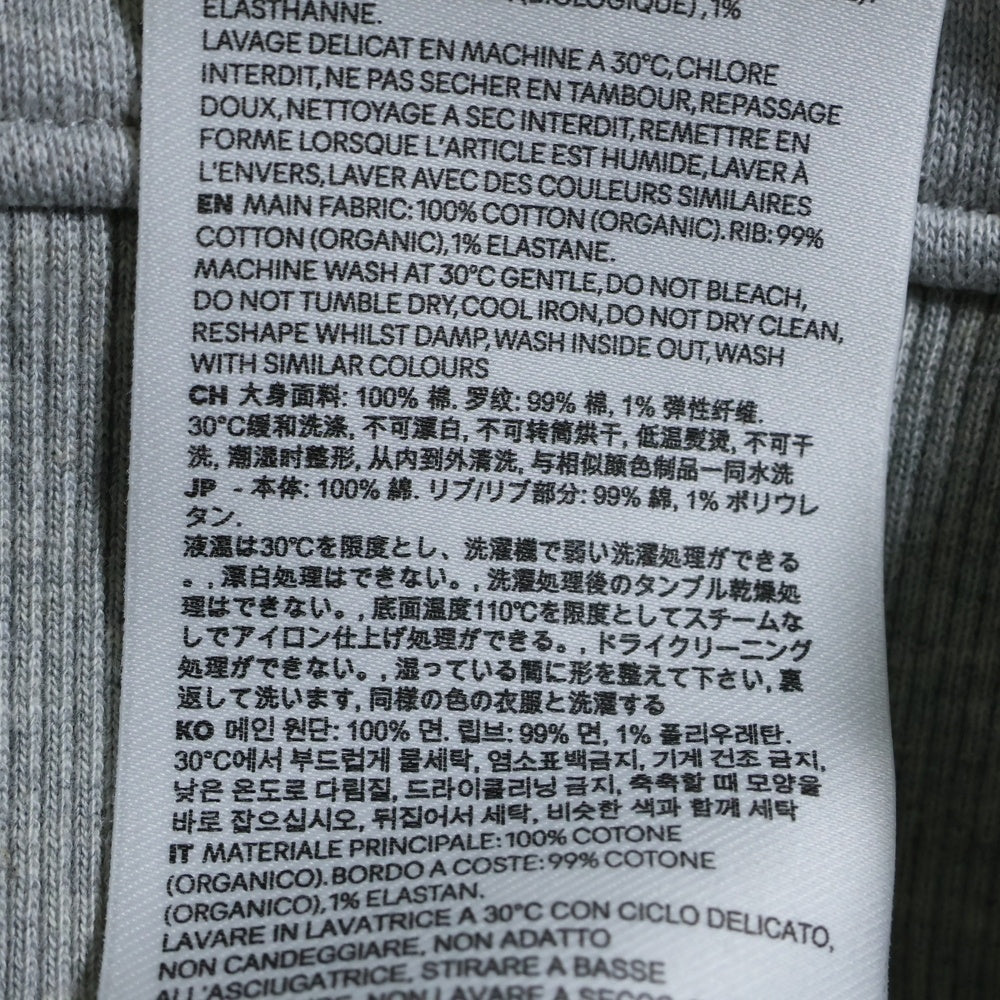 (BIOLOGIQUE),1%
ELASTHANNE.
LAVAGE DELICAT EN MACHINE A 30°C,CHLORE
INTERDIT,NE PAS SECHER EN TAMBOUR,REPASSAGE
DOUX,NETTOYAGE A SEC INTERDIT,REMETTRE EN
FORME LORSQUE L'ARTICLE EST HUMIDE,LAVER À
L'ENVERS,LAVER AVEC DES COULEURS SIMILAIRES
EN MAIN FABRIC:100% COTTON (ORGANIC).RIB:99%
COTTON (ORGANIC),1% ELASTANE.
MACHINE WASH AT 30°C GENTLE,DO NOT BLEACH,
DO NOT TUMBLE DRY,COOL IRON,DO NOT DRY CLEAN,
RESHAPE WHILST DAMP,WASH INSIDE OUT,WASH
WITH SIMILAR COLOURS
CH 大身面料: 100% 棉. 罗纹: 99% 棉, 1% 弹性纤维.
30°C缓和洗涤, 不可漂白, 不可转筒烘干, 低温熨烫, 不可干
洗, 潮湿时整形, 从内到外清洗, 与相似颜色制品一同水洗
JP - 本体: 100% 綿. リブ/リブ部分: 99% 綿, 1% ポリウレ
タン.
液温は30℃を限度とし、洗濯機で弱い洗濯処理ができる
。, 漂白処理はできない。, 洗濯処理後のタンブル乾燥処
理はできない。, 底面温度110℃を限度としてスチームな
しでアイロン仕上げ処理ができる。, ドライクリーニング
処理ができない。, 湿っている間に形を整えて下さい, 裏
返して洗います, 同様の色の衣服と洗濯する
KO 메인 원단: 100% 면. 립브: 99% 면, 1% 폴리우레탄.
30°C에서 부드럽게 물세탁, 염소표백금지, 기계 건조 금지,
낮은 온도로 다림질, 드라이클리닝 금지, 축축할 때 모양을
바로 잡으십시오, 뒤집어서 세탁, 비슷한 색과 함께 세탁
IT MATERIALE PRINCIPALE:100% COTONE
(ORGANICO).BORDO A COSTE:99% COTONE
(ORGANICO),1% ELASTAN.
LAVARE IN LAVATRICE A 30°C CON CICLO DELICATO,
NON CANDEGGIARE, NON ADATTO
ALL'ASCIUGATRICE, STIRARE A BASSE
NON LAVARE A SECCO